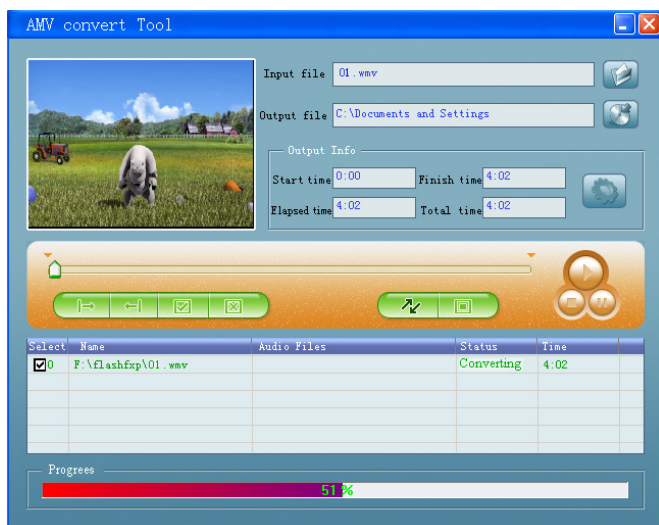 AMV convert Tool
Input file 01.wmv
Output file C:\Documents and Settings
Output Info
Start time 0:00 Finish time 4:02
Elapsed time 4:02 Total time 4:02
Select Name Audio Files Status Time
0 F:\flashfxp\01.wmv Converting 4:02
Progrees
51 %